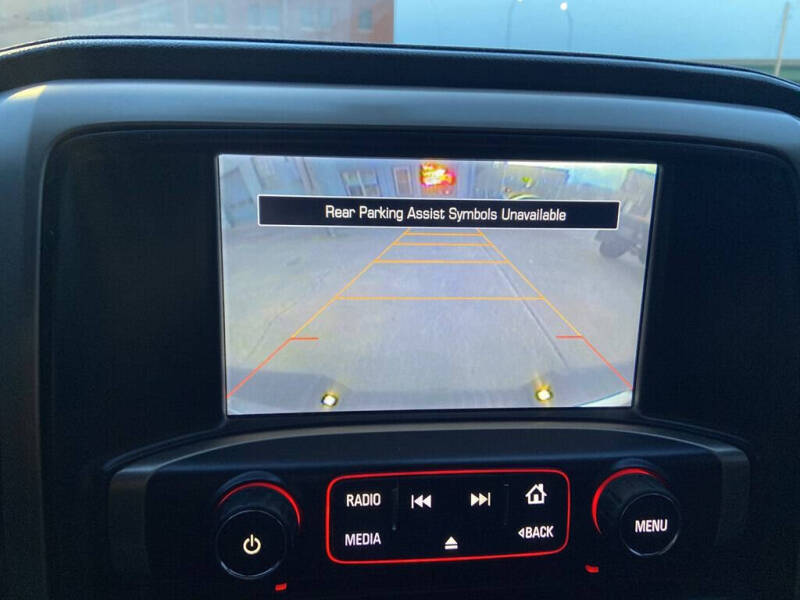 Rear Parking Assist Symbols Unavailable
RADIO
MEDIA
BACK
MENU